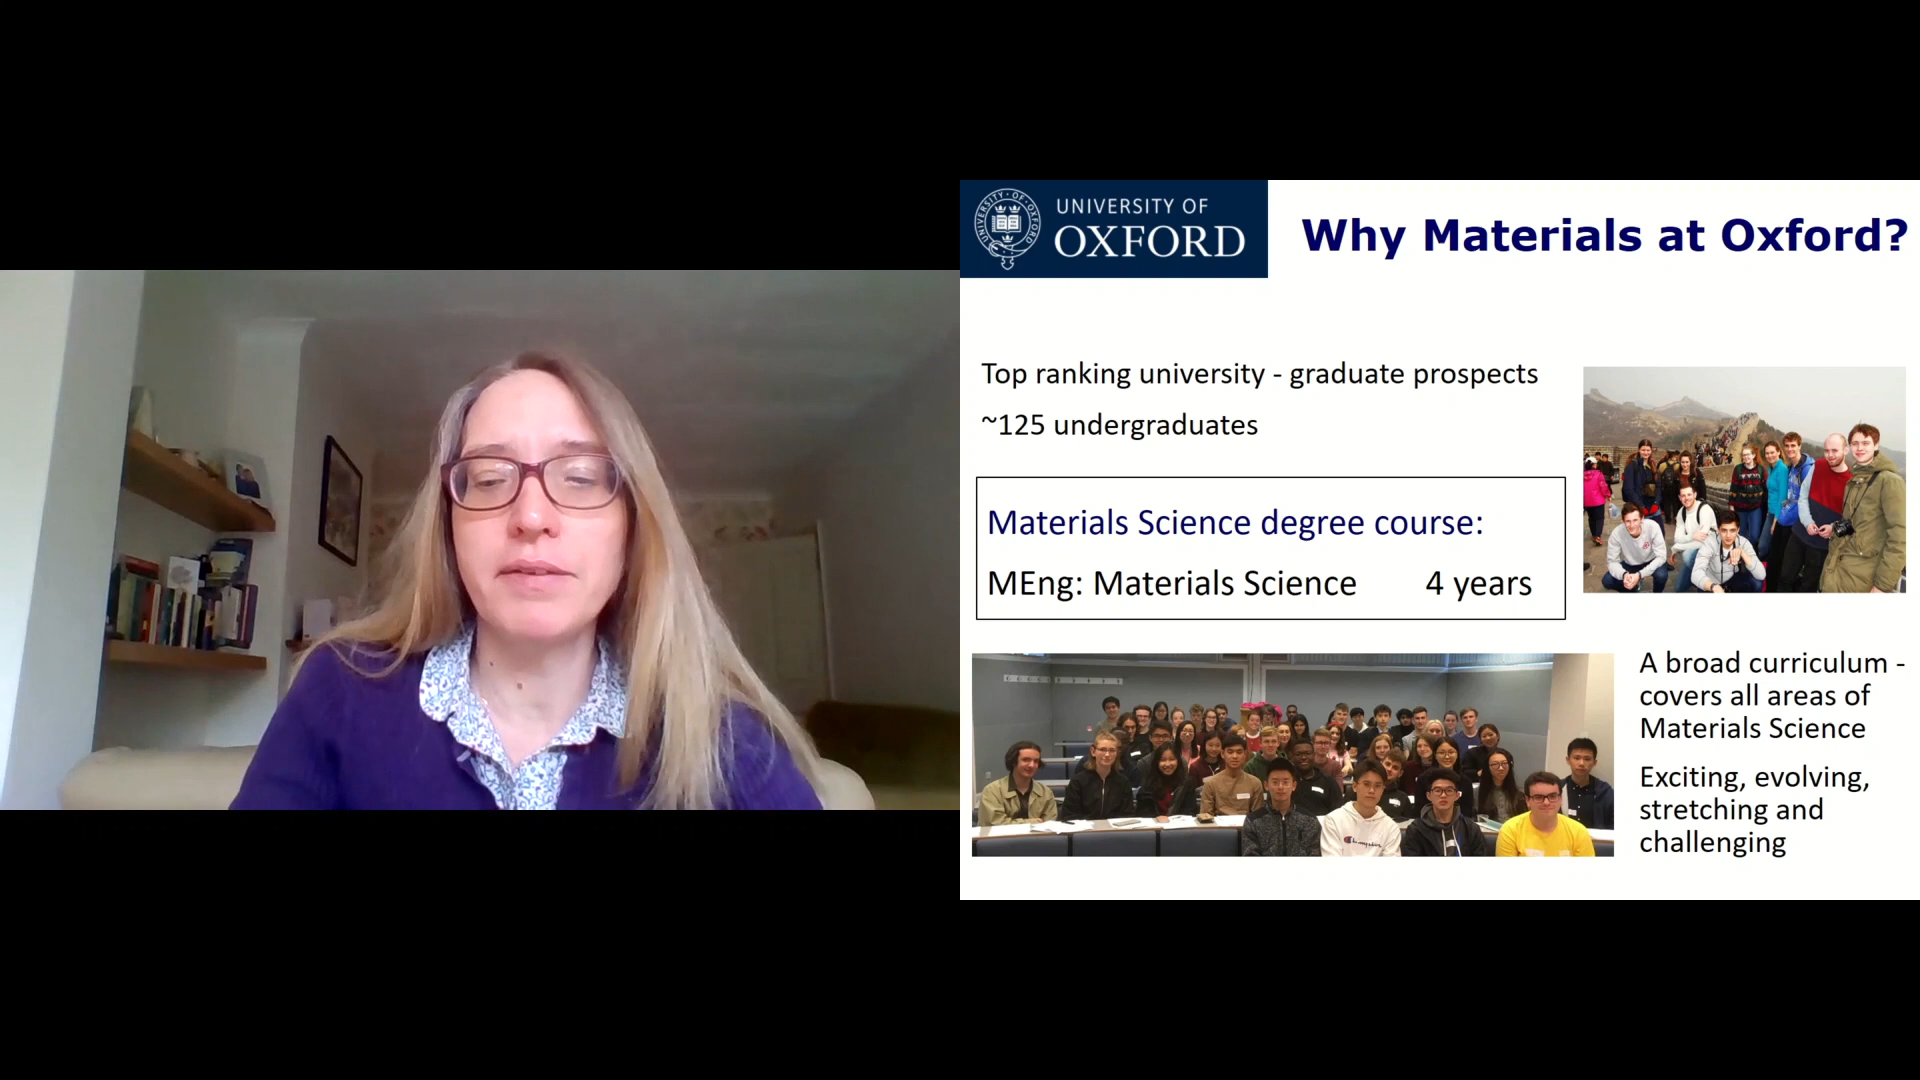 UNIVERSITY OF
OXFORD
Why Materials at Oxford?
Top ranking university - graduate prospects
~125 undergraduates
Materials Science degree course:
MEng: Materials Science 4 years
A broad curriculum -
covers all areas of
Materials Science
Exciting, evolving,
stretching and
challenging